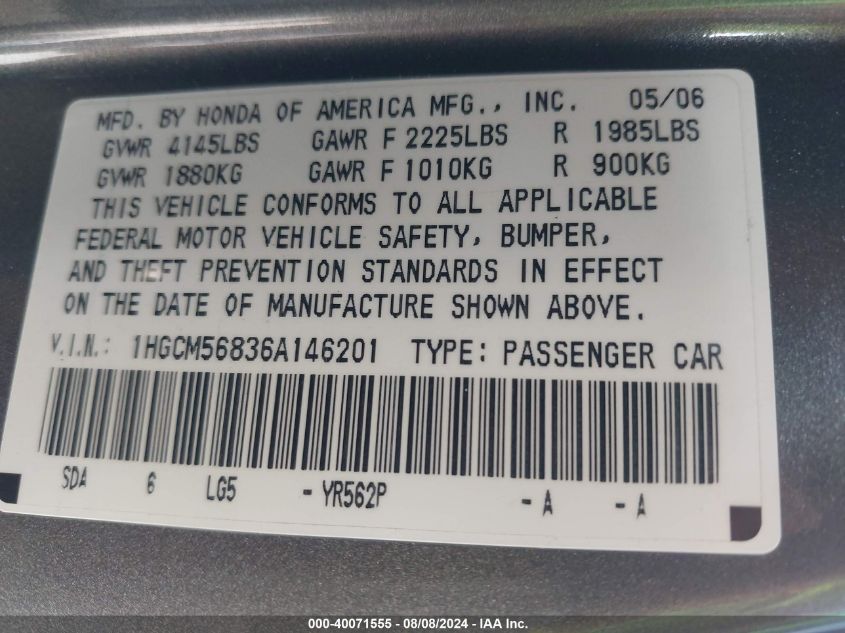 MFD. BY HONDA OF AMERICA MFG., INC. 05/06
GVWR 4145LBS GAWR F 2225LBS R 1985LBS
GVWR 1880KG GAWR F 1010KG R 900KG
THIS VEHICLE CONFORMS TO ALL APPLICABLE
FEDERAL MOTOR VEHICLE SAFETY, BUMPER,
AND THEFT PREVENTION STANDARDS IN EFFECT
ON THE DATE OF MANUFACTURE SHOWN ABOVE.
V.I.N.: 1HGCM56836A146201 TYPE: PASSENGER CAR
SDA 6 LG5 - YR562P - A - A
000-40071555 - 08/08/2024 - IAA Inc.